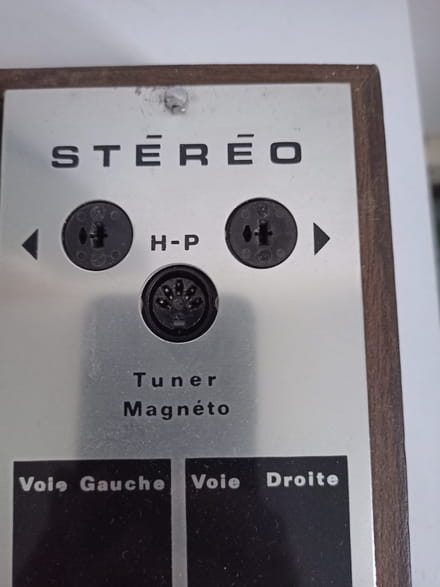 STÉRÉO
H-P
Tuner
Magnéto
Voie Gauche
Voie Droite